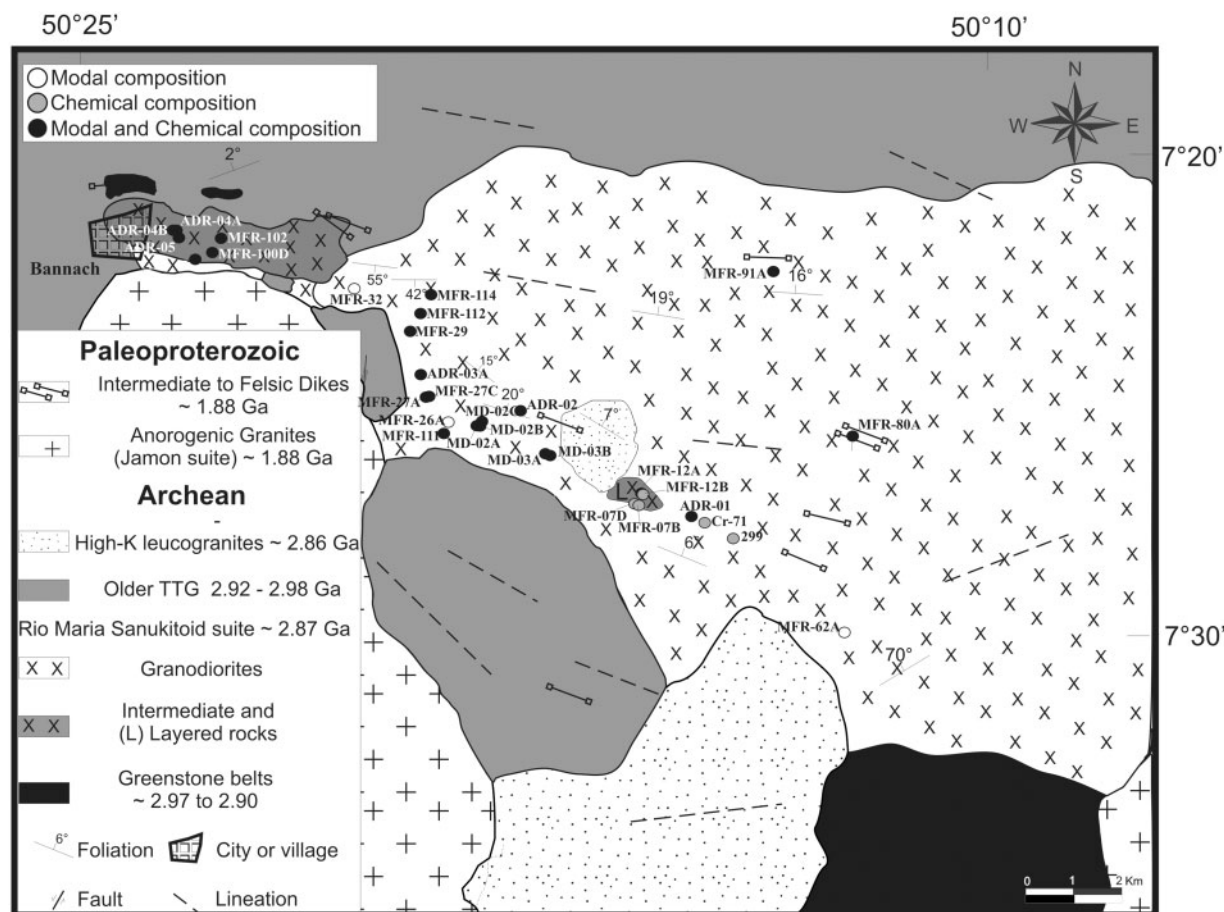 50°25’
50°10’
Modal composition
Chemical composition
Modal and Chemical composition
N
W
E
S
7°20’
2°
ADR-04A
ADR-04B
MFR-102
ADR-05
MFR-100D
Bannach
55°
MFR-32
42°
MFR-114
MFR-91A
16°
19°
MFR-112
MFR-29
15°
ADR-03A
MFR-27C
MFR-27A
20°
MD-02C
ADR-02
7°
MFR-26A
MD-02B
MFR-80A
MFR-111
MD-02A
MD-03A
MD-03B
MFR-12A
L
MFR-12B
MFR-07D
ADR-01
MFR-07B
Cr-71
299
6
MFR-62A
7°30’
70°
Paleoproterozoic
Intermediate to Felsic Dikes
~ 1.88 Ga
Anorogenic Granites
(Jamon suite) ~ 1.88 Ga
Archean
-
High-K leucogranites ~ 2.86 Ga
Older TTG 2.92 - 2.98 Ga
Rio Maria Sanukitoid suite ~ 2.87 Ga
X X Granodiorites
X X Intermediate and
(L) Layered rocks
Greenstone belts
~ 2.97 to 2.90
6° Foliation
City or village
Fault
Lineation
0 1 2 Km